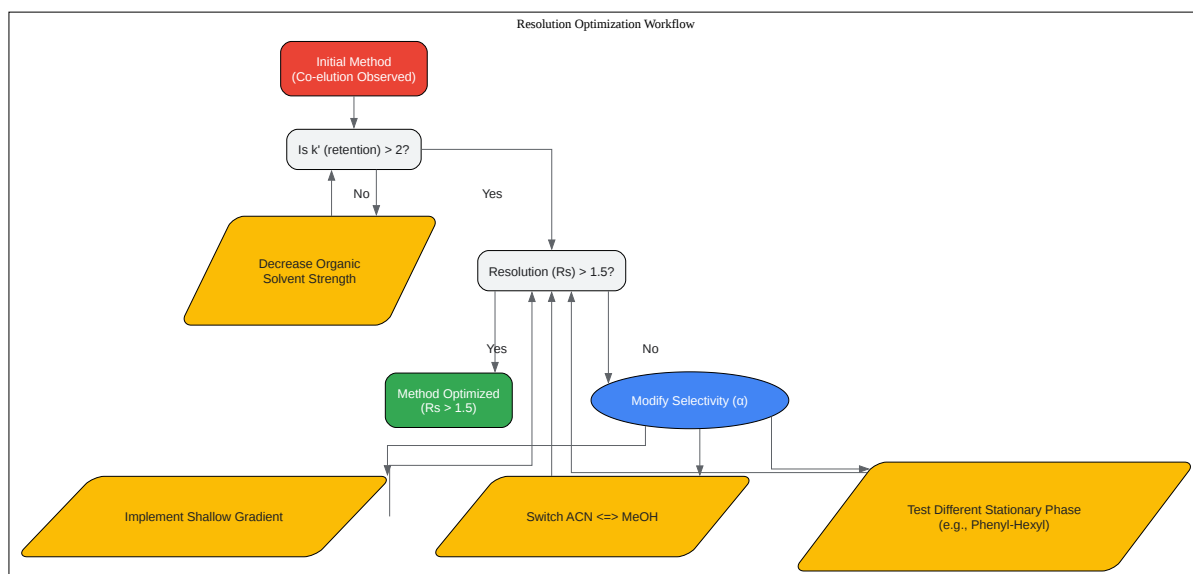 Resolution Optimization Workflow
Initial Method
(Co-elution Observed)
Is k' (retention) > 2?
No
Yes
Decrease Organic
Solvent Strength
Resolution (Rs) > 1.5?
Yes
No
Method Optimized
(Rs > 1.5)
Modify Selectivity (α)
Implement Shallow Gradient
Switch ACN <=> MeOH
Test Different Stationary Phase
(e.g., Phenyl-Hexyl)